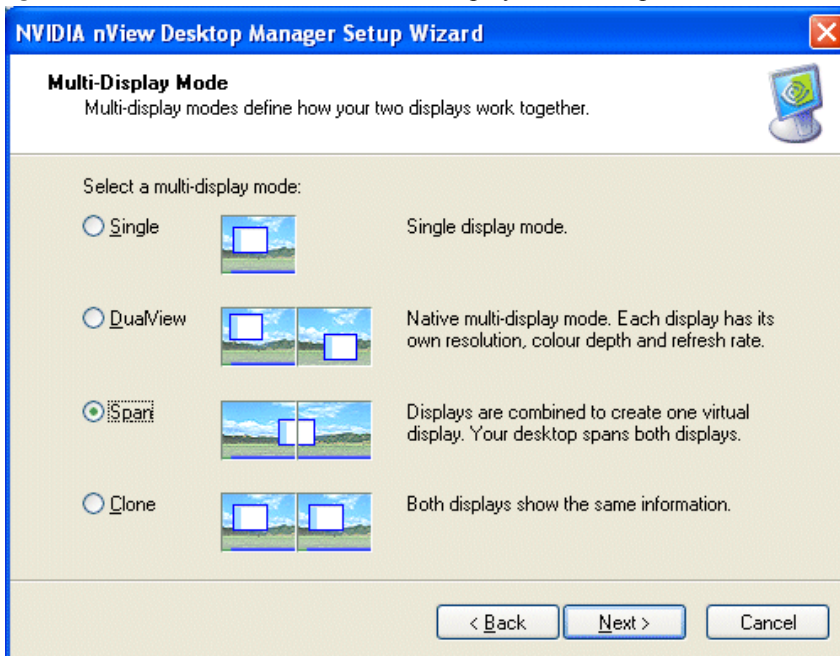 NVIDIA nView Desktop Manager Setup Wizard
Multi-Display Mode
Multi-display modes define how your two displays work together.
Select a multi-display mode:
Single
Single display mode.
DualView
Native multi-display mode. Each display has its
own resolution, colour depth and refresh rate.
Span
Displays are combined to create one virtual
display. Your desktop spans both displays.
Clone
Both displays show the same information.
< Back
Next >
Cancel